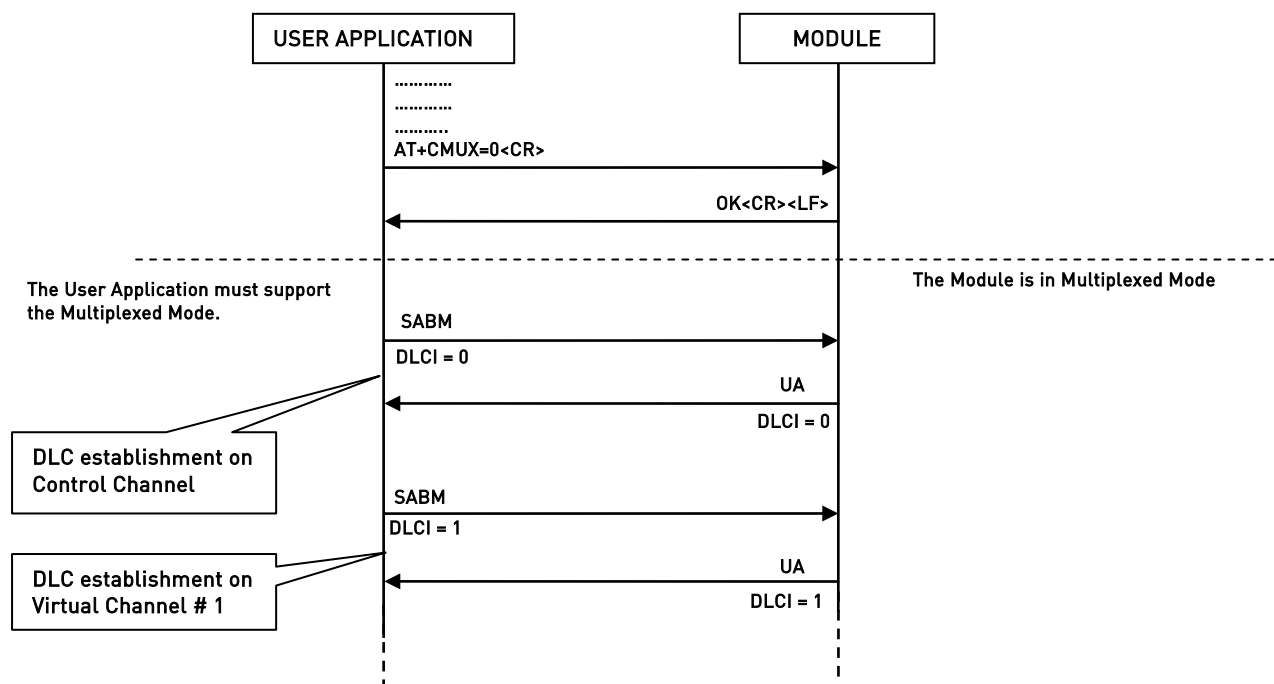 USER APPLICATION
MODULE
…………
…………
………..
AT+CMUX=0<CR>
OK<CR><LF>
The User Application must support
the Multiplexed Mode.
The Module is in Multiplexed Mode
SABM
DLCI = 0
UA
DLCI = 0
DLC establishment on
Control Channel
SABM
DLCI = 1
DLC establishment on
Virtual Channel # 1
UA
DLCI = 1